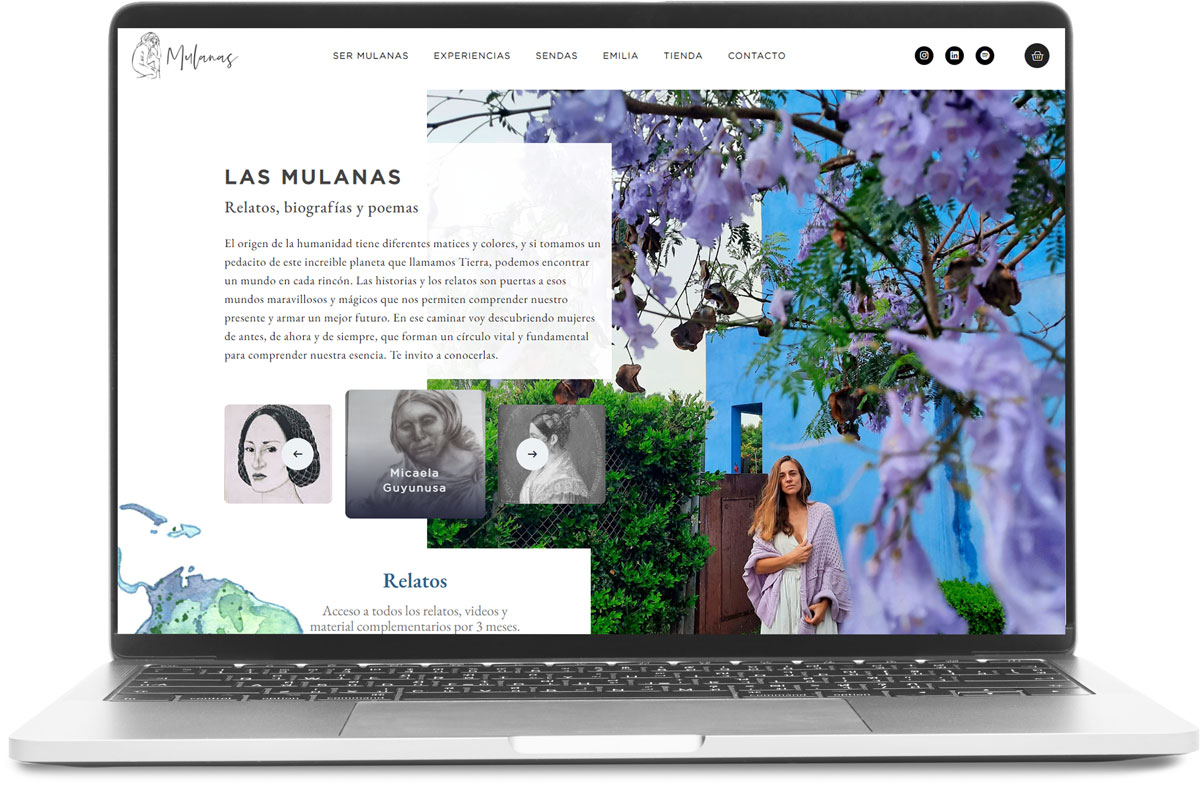 Mulanas
SER MULANAS EXPERIENCIAS SENDAS EMILIA TIENDA CONTACTO
LAS MULANAS
Relatos, biografías y poemas
El origen de la humanidad tiene diferentes matices y colores, y si tomamos un
pedacito de este increible planeta que llamamos Tierra, podemos encontrar
un mundo en cada rincón. Las historias y los relatos son puertas a esos
mundos maravillosos y mágicos que nos permiten comprender nuestro
presente y armar un mejor futuro. En ese caminar voy descubriendo mujeres
de antes, de ahora y de siempre, que forman un círculo vital y fundamental
para comprender nuestra esencia. Te invito a conocerlas.
Micaela
Guyunusa
Relatos
Acceso a todos los relatos, videos y
material complementarios por 3 meses.
command option